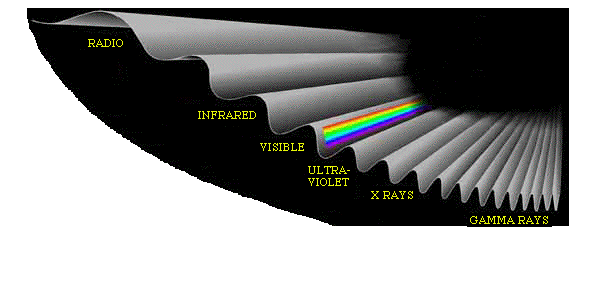 RADIO
INFRARED
VISIBLE
ULTRA-
VIOLET
X RAYS
GAMMA RAYS